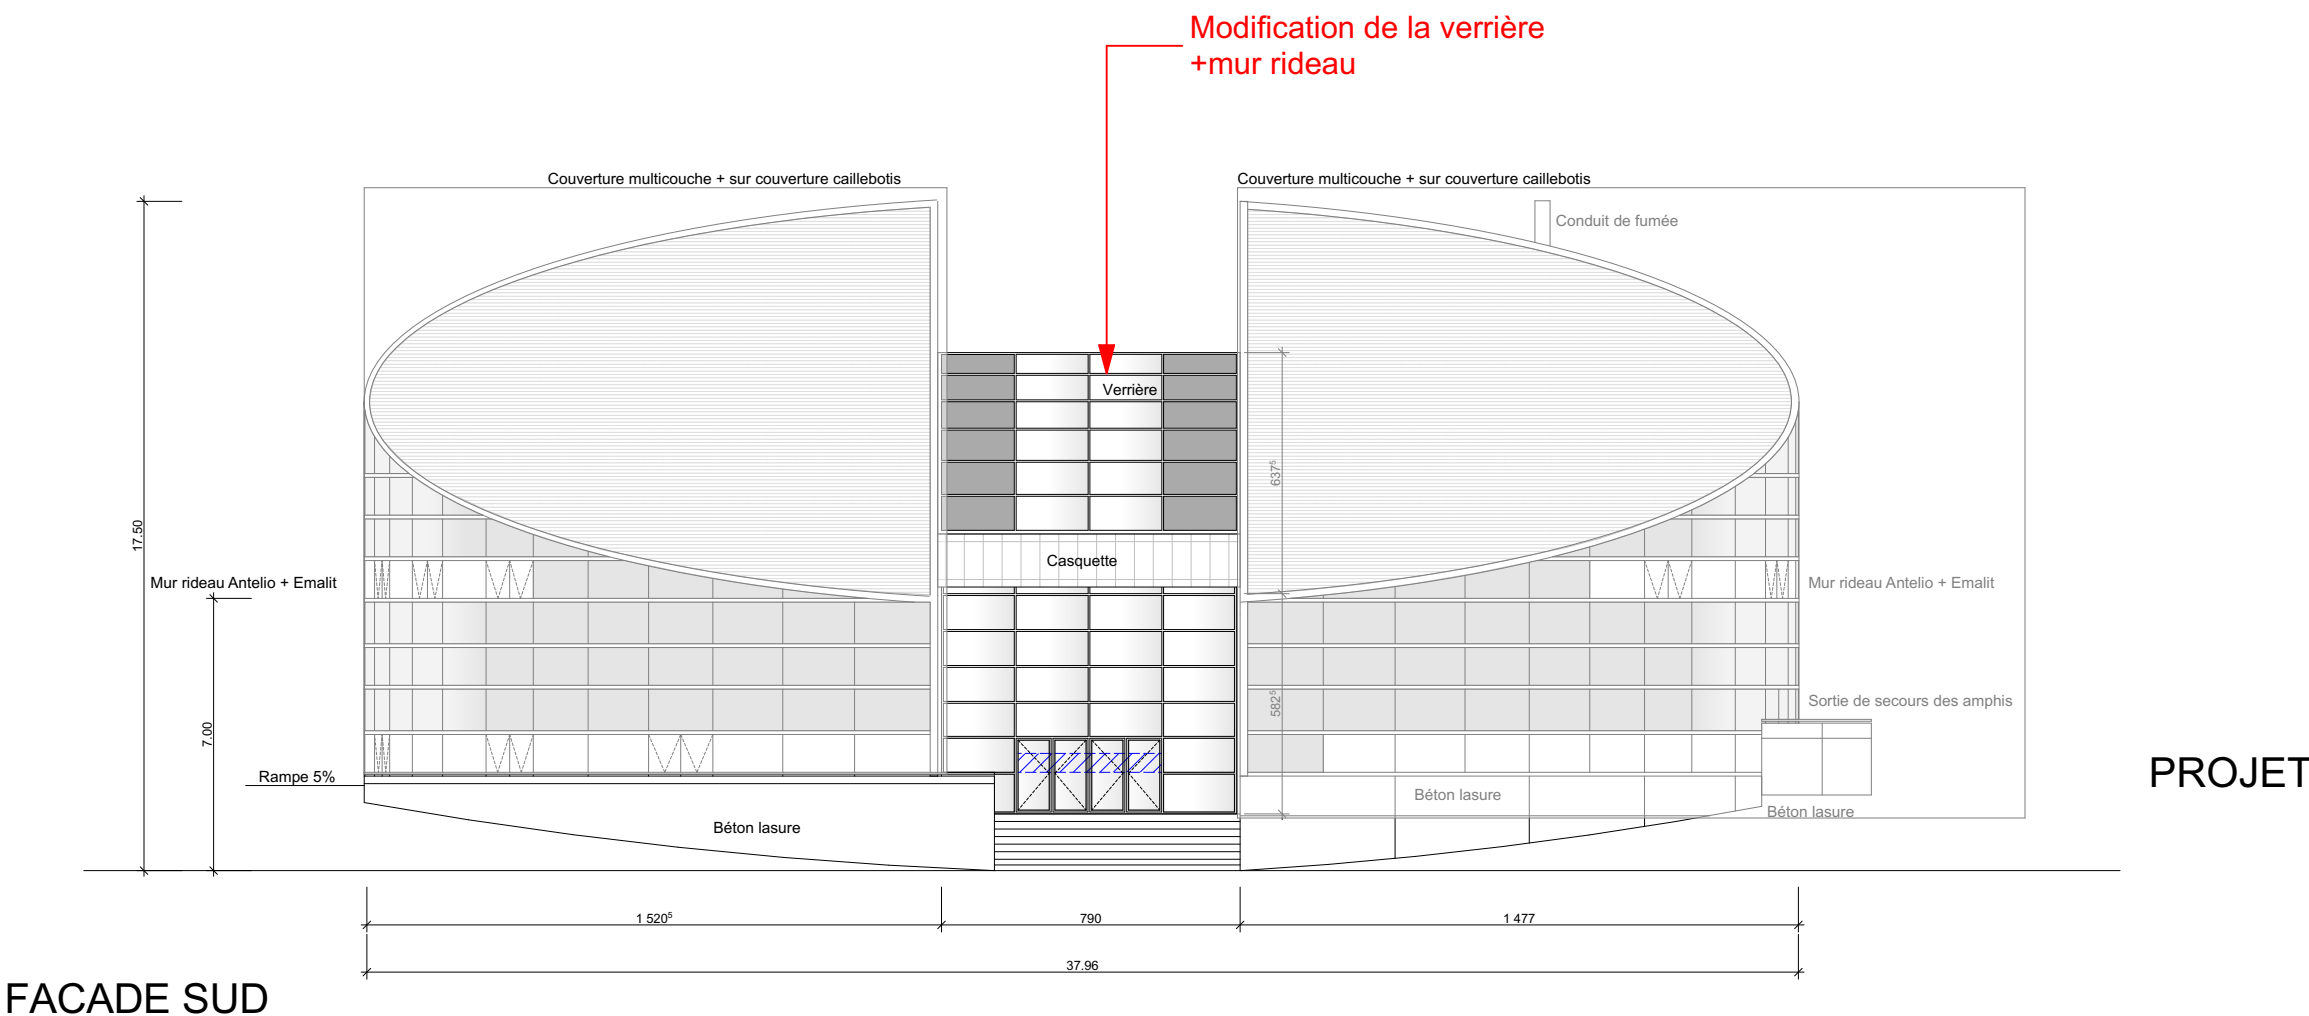 Modification de la verrière
+mur rideau
Couverture multicouche + sur couverture caillebotis
Couverture multicouche + sur couverture caillebotis
Conduit de fumée
Verrière
637⁵
17.50
Casquette
Mur rideau Antelio + Emalit
Mur rideau Antelio + Emalit
582⁵
Sortie de secours des amphis
7.00
Rampe 5%
PROJET
Béton lasure
Béton lasure
Béton lasure
1 520⁵
790
1 477
37.96
FACADE SUD